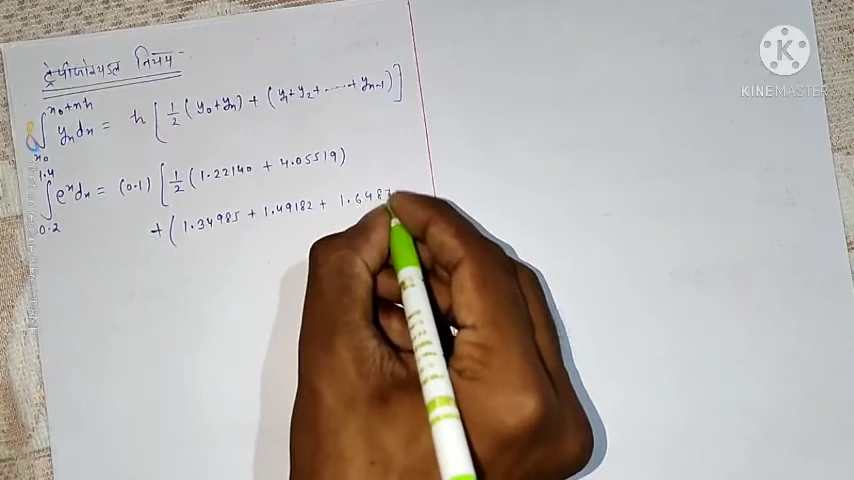 ट्रेपीजोयडल नियम
∫ₓ₀^(x₀+nh) yₙdx = h [ 1/2 (y₀+yₙ) + (y₁+y₂+......+yₙ₋₁) ]
∫₀.₂^1.4 eˣdx = (0.1) [ 1/2 (1.22140 + 4.05519)
+ ( 1.34985 + 1.49182 + 1.6487
K
KINEMASTER